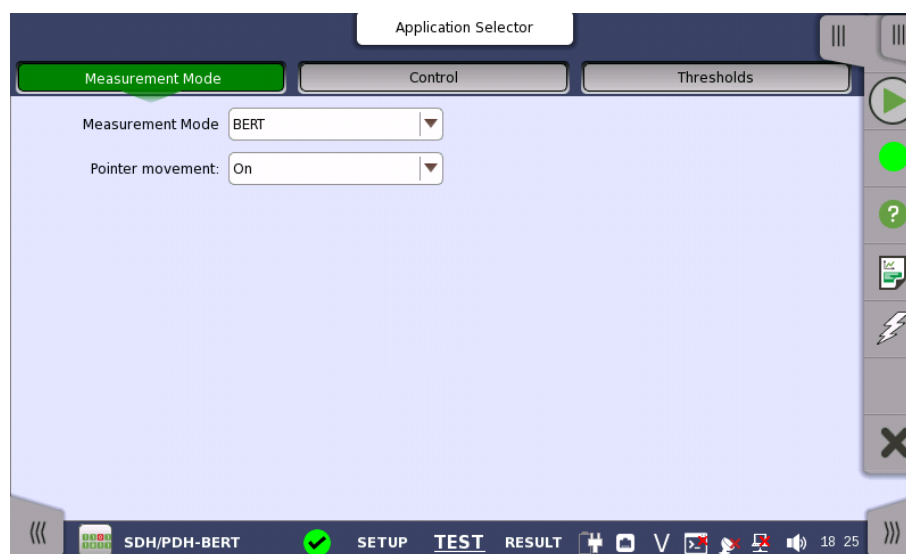 Application Selector
Measurement Mode Control Thresholds
Measurement Mode BERT
Pointer movement: On
SDH/PDH-BERT SETUP TEST RESULT V 18 25